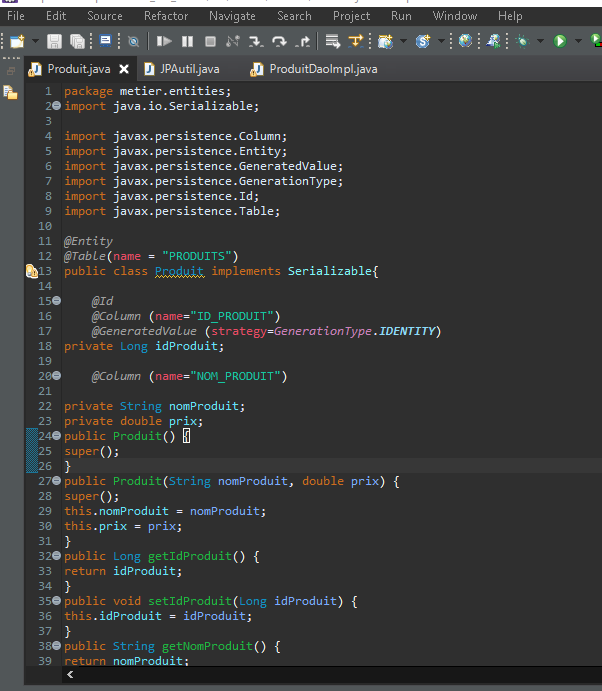 File Edit Source Refactor Navigate Search Project Run Window Help
Produit.java JPAutil.java ProduitDaoImpl.java
1 package metier.entities;
2 import java.io.Serializable;
3
4 import javax.persistence.Column;
5 import javax.persistence.Entity;
6 import javax.persistence.GeneratedValue;
7 import javax.persistence.GenerationType;
8 import javax.persistence.Id;
9 import javax.persistence.Table;
10
11 @Entity
12 @Table(name = "PRODUITS")
13 public class Produit implements Serializable{
14
15 @Id
16 @Column (name="ID_PRODUIT")
17 @GeneratedValue (strategy=GenerationType.IDENTITY)
18 private Long idProduit;
19
20 @Column (name="NOM_PRODUIT")
21
22 private String nomProduit;
23 private double prix;
24 public Produit() {
25 super();
26 }
27 public Produit(String nomProduit, double prix) {
28 super();
29 this.nomProduit = nomProduit;
30 this.prix = prix;
31 }
32 public Long getIdProduit() {
33 return idProduit;
34 }
35 public void setIdProduit(Long idProduit) {
36 this.idProduit = idProduit;
37 }
38 public String getNomProduit() {
39 return nomProduit;